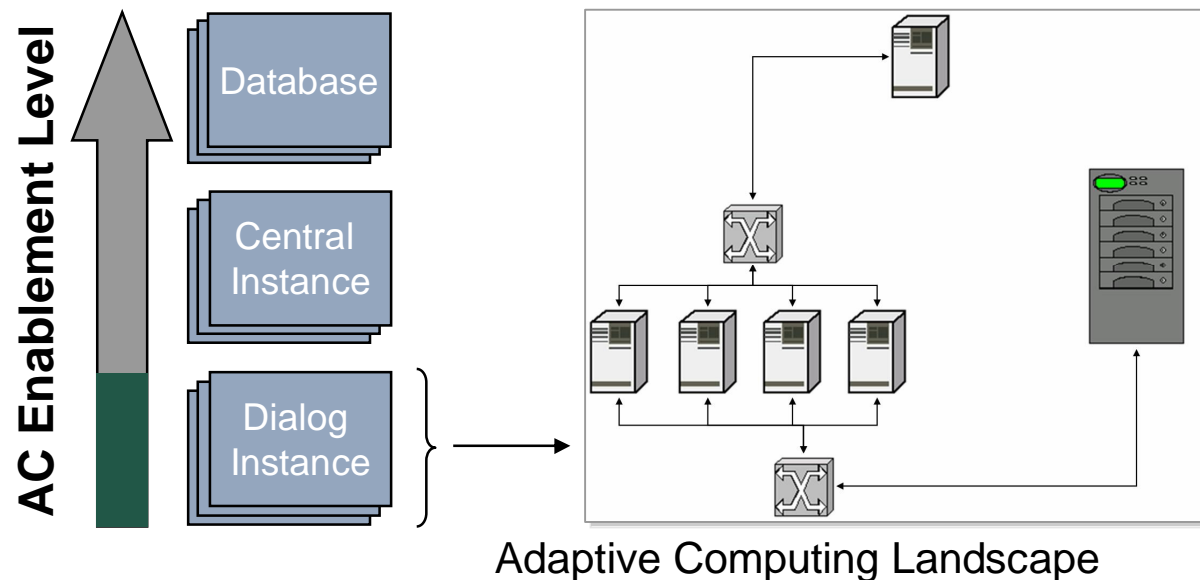 AC Enablement Level
Database
Central
Instance
Dialog
Instance
Adaptive Computing Landscape